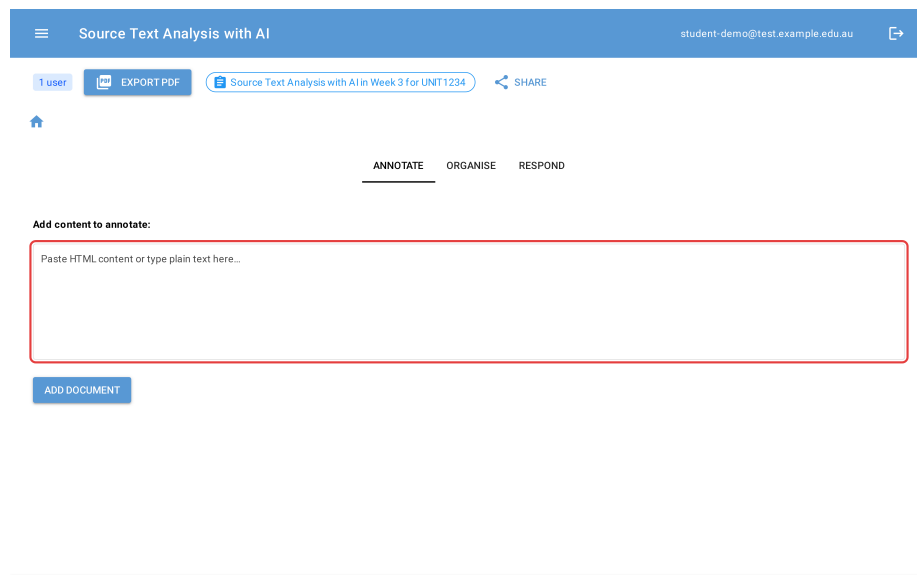 Source Text Analysis with AI
student-demo@test.example.edu.au
1 user
PDF
EXPORT PDF
Source Text Analysis with AI in Week 3 for UNIT1234
SHARE
ANNOTATE
ORGANISE
RESPOND
Add content to annotate:
Paste HTML content or type plain text here...
ADD DOCUMENT